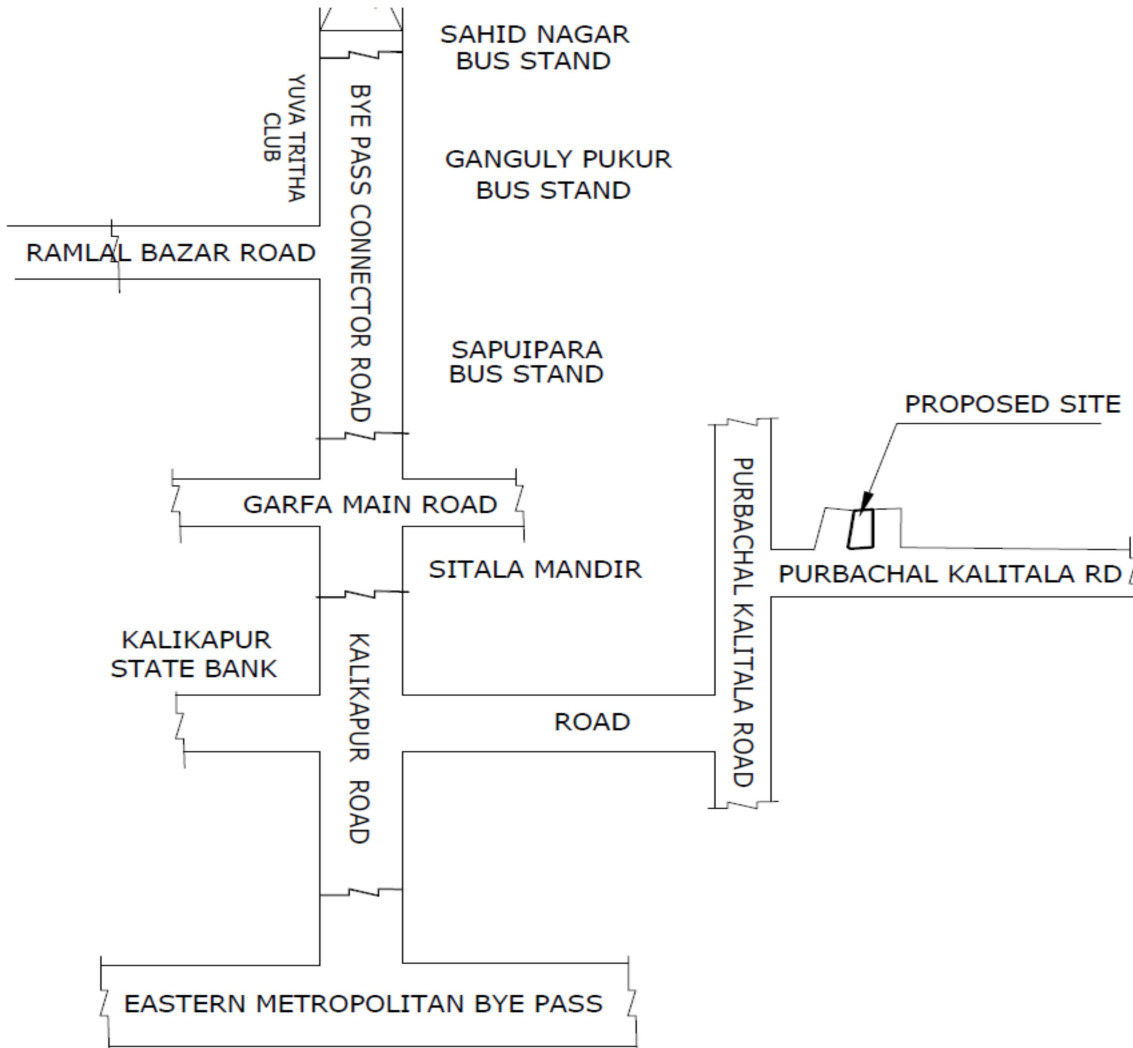 SAHID NAGAR
BUS STAND
YUVA TRITHA
CLUB
BYE PASS CONNECTOR ROAD
GANGULY PUKUR
BUS STAND
RAMLAL BAZAR ROAD
SAPUIPARA
BUS STAND
PROPOSED SITE
GARFA MAIN ROAD
PURBACHAL KALITALA ROAD
SITALA MANDIR
PURBACHAL KALITALA RD
KALIKAPUR
STATE BANK
KALIKAPUR ROAD
ROAD
EASTERN METROPOLITAN BYE PASS